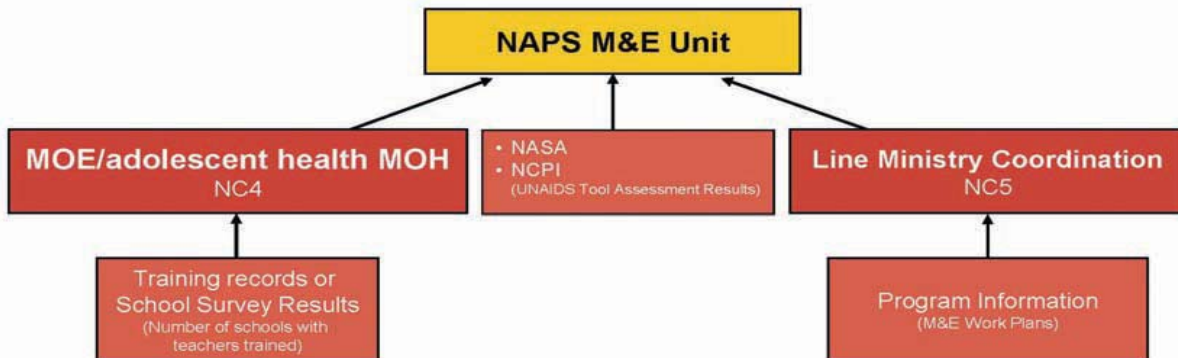 NAPS M&E Unit
MOE/adolescent health MOH
NC4
• NASA
• NCPI
(UNAIDS Tool Assessment Results)
Line Ministry Coordination
NC5
Training records or
School Survey Results
(Number of schools with
teachers trained)
Program Information
(M&E Work Plans)